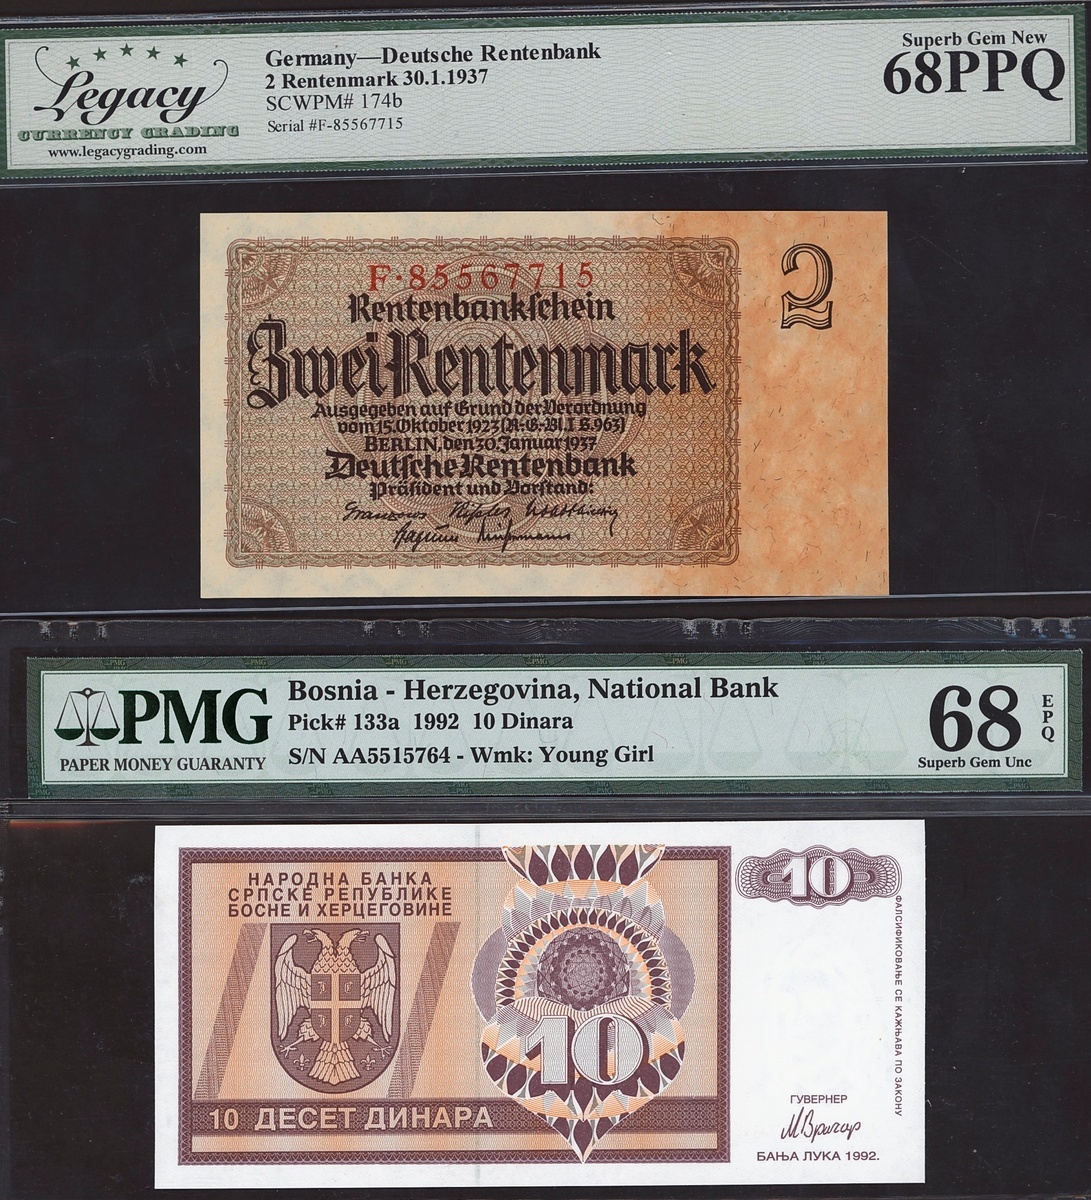 Legacy
CURRENCY GRADING
www.legacygrading.com
Germany—Deutsche Rentenbank
2 Rentenmark 30.1.1937
SCWPM# 174b
Serial #F-85567715
Superb Gem New
68PPQ
F·85567715
2
Rentenbankschein
Zwei Rentenmark
Ausgegeben auf Grund der Verordnung
vom 15. Oktober 1923 (R-G-Bl. I S. 963)
BERLIN, den 30. Januar 1937
Deutsche Rentenbank
Präsident und Vorstand:
PMG
PAPER MONEY GUARANTY
Bosnia - Herzegovina, National Bank
Pick# 133a 1992 10 Dinara
S/N AA5515764 - Wmk: Young Girl
68
EPQ
Superb Gem Unc
НАРОДНА БАНКА
СРПСКЕ РЕПУБЛИКЕ
БОСНЕ И ХЕРЦЕГОВИНЕ
10
10
ФАЛСИФИКОВАЊЕ СЕ КАЖЊАВА ПО ЗАКОНУ
10 ДЕСЕТ ДИНАРА
ГУВЕРНЕР
БАЊА ЛУКА 1992.